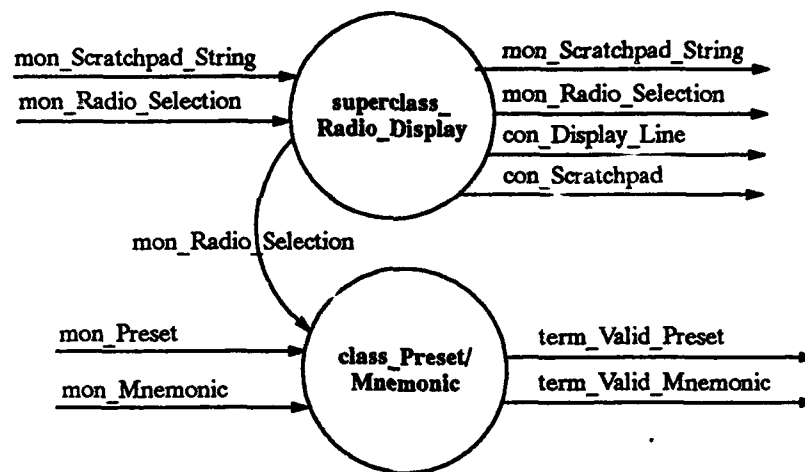 mon_Scratchpad_String
mon_Radio_Selection
superclass_
Radio_Display
mon_Scratchpad_String
mon_Radio_Selection
con_Display_Line
con_Scratchpad
mon_Radio_Selection
mon_Preset
mon_Mnemonic
class_Preset/
Mnemonic
term_Valid_Preset
term_Valid_Mnemonic